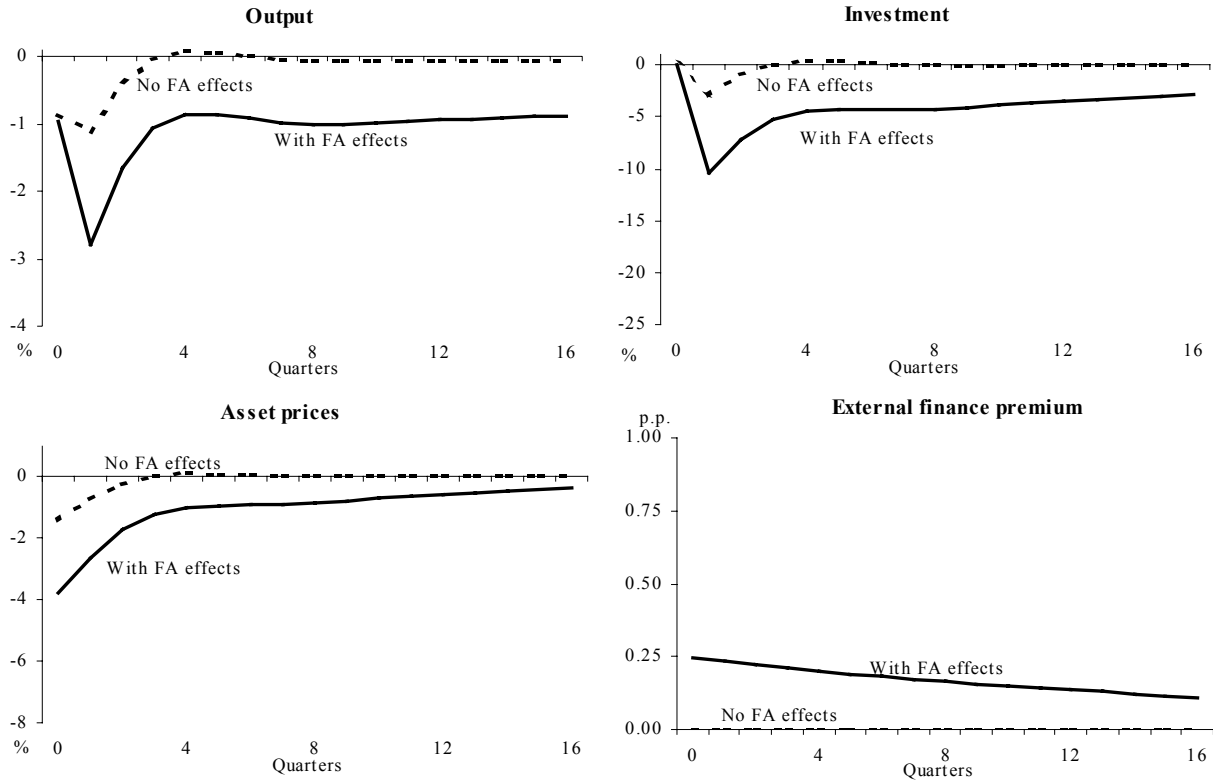 Output
0
-1
-2
-3
-4
No FA effects
With FA effects
% 0 4 8 12 16
Quarters
Investment
0
-5
-10
-15
-20
-25
No FA effects
With FA effects
% 0 4 8 12 16
Quarters
Asset prices
0
-2
-4
-6
-8
No FA effects
With FA effects
% 0 4 8 12 16
Quarters
External finance premium
p.p.
1.00
0.75
0.50
0.25
0.00
With FA effects
No FA effects
0 4 8 12 16
Quarters